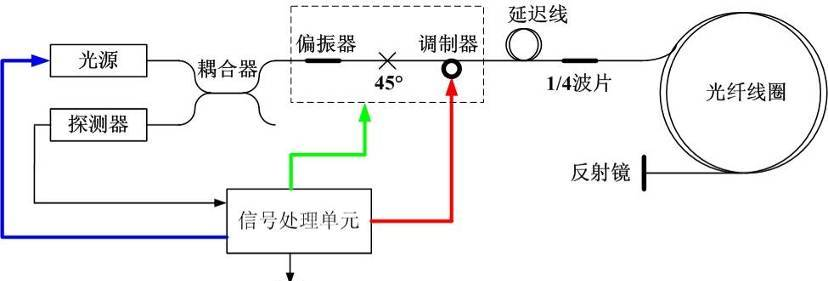 光源
耦合器
偏振器
45°
调制器
延迟线
1/4波片
光纤线圈
探测器
反射镜
信号处理单元